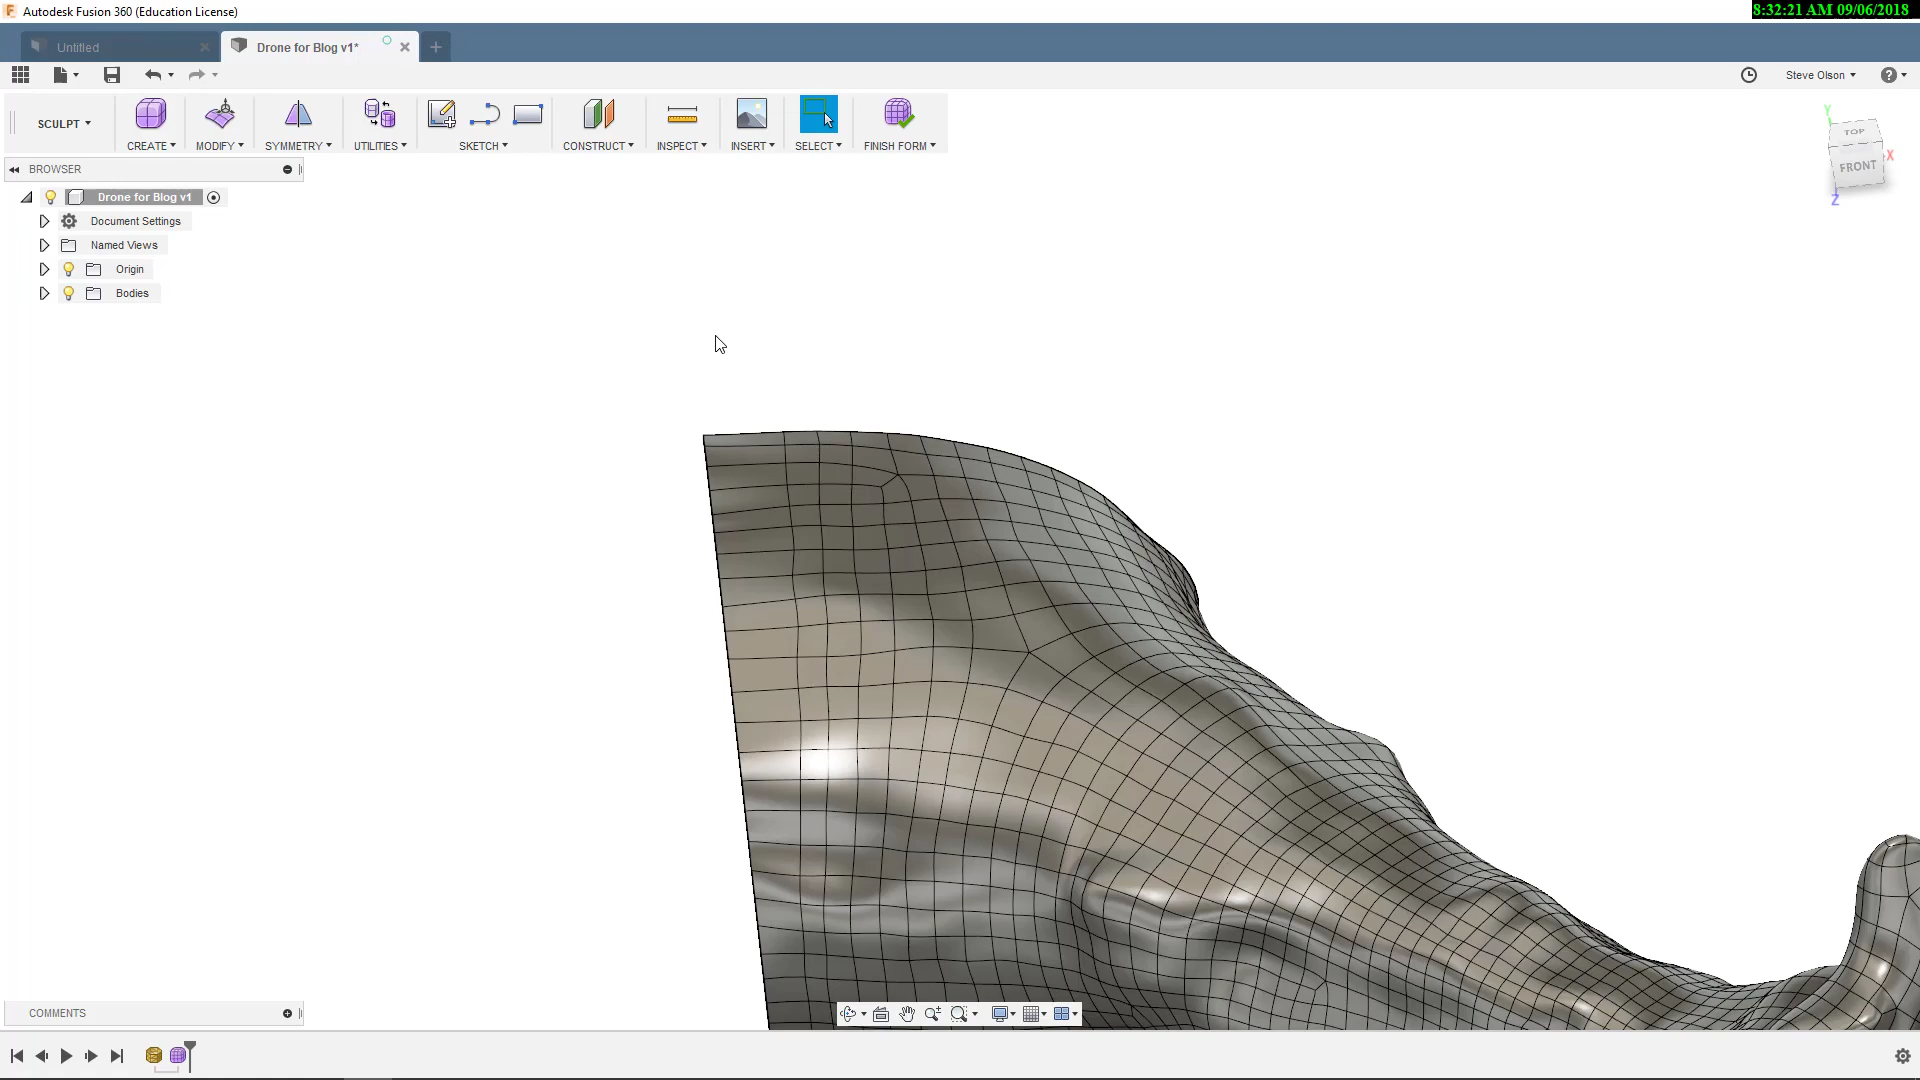 Autodesk Fusion 360 (Education License)
8:32:21 AM 09/06/2018
Untitled
Drone for Blog v1*
Steve Olson
SCULPT
CREATE
MODIFY
SYMMETRY
UTILITIES
SKETCH
CONSTRUCT
INSPECT
INSERT
SELECT
FINISH FORM
Y
TOP
X
FRONT
Z
BROWSER
Drone for Blog v1
Document Settings
Named Views
Origin
Bodies
COMMENTS